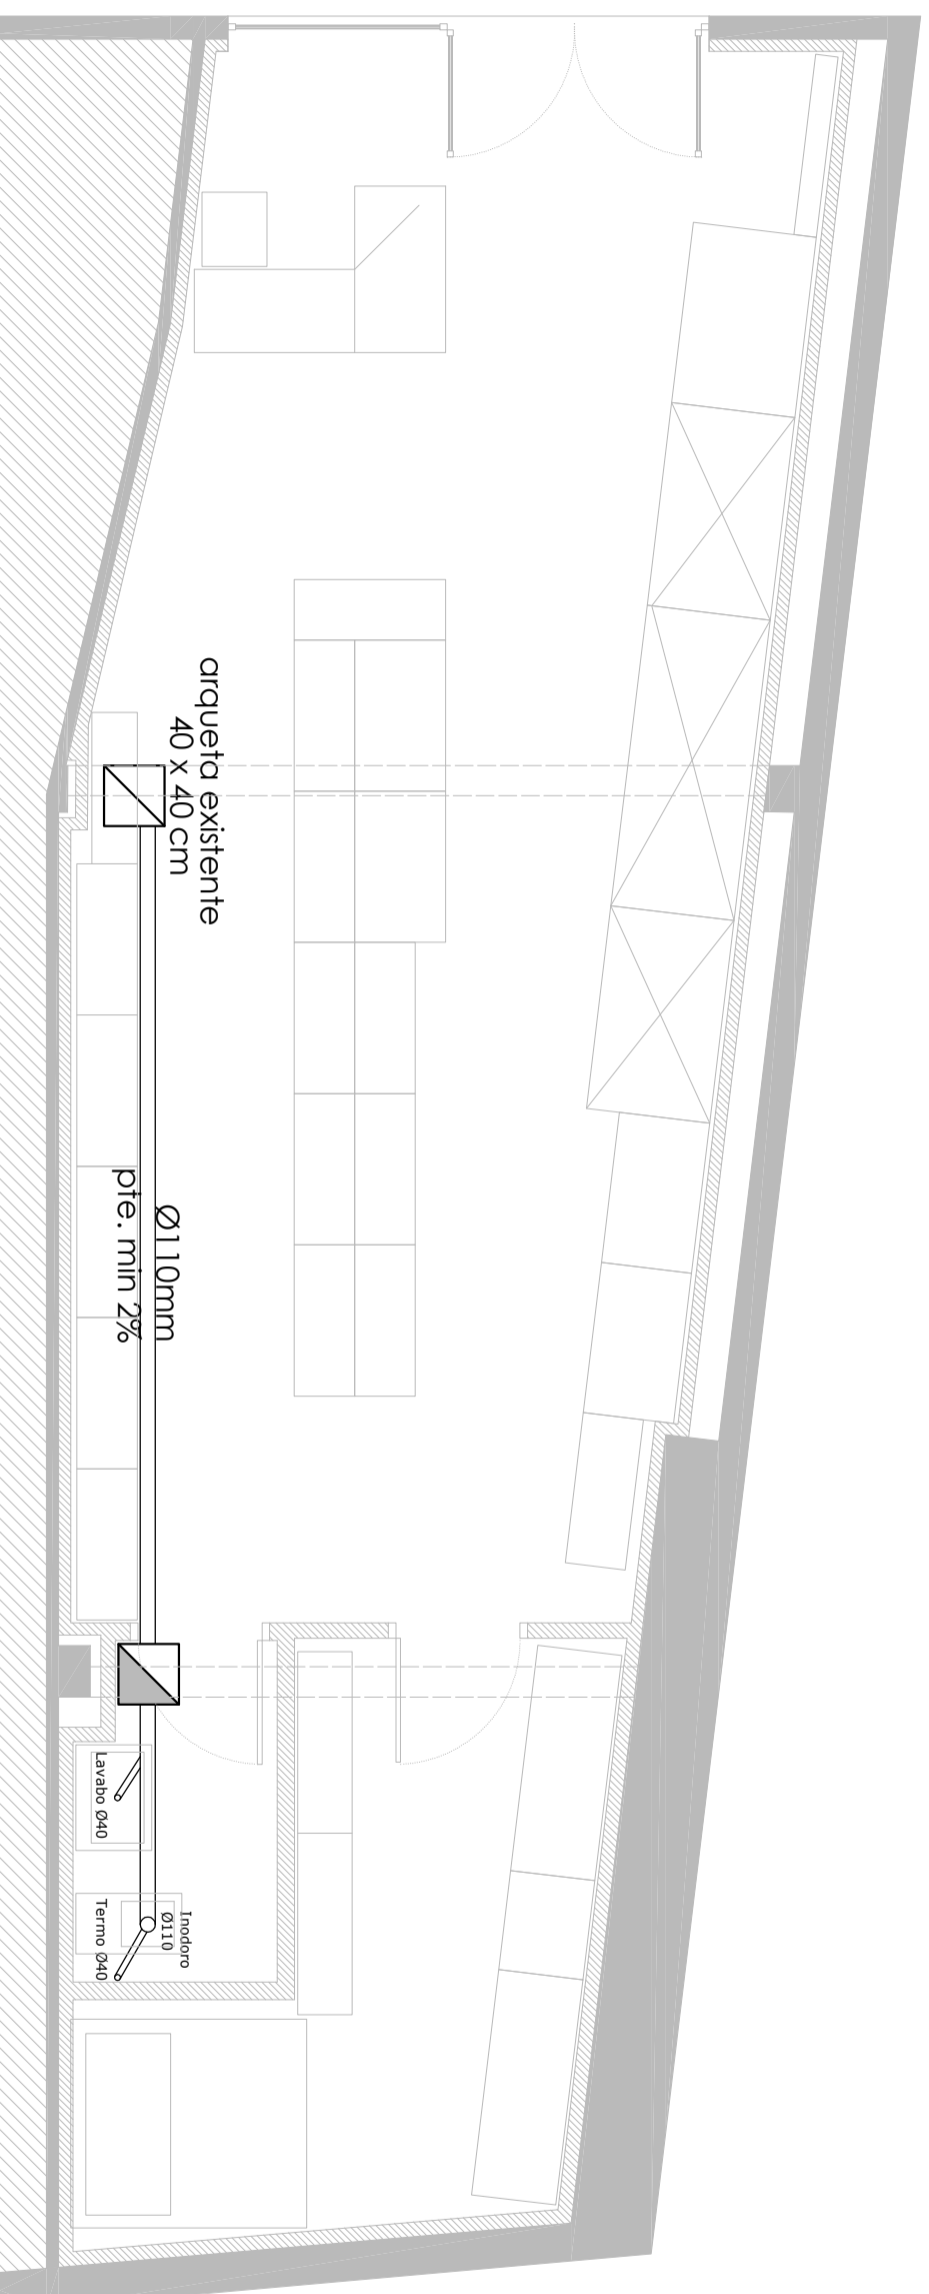 arqueta existente
40 x 40 cm
Ø110mm
pte. min 2%
Lavabo Ø40
Inodoro
Ø110
Termo Ø40